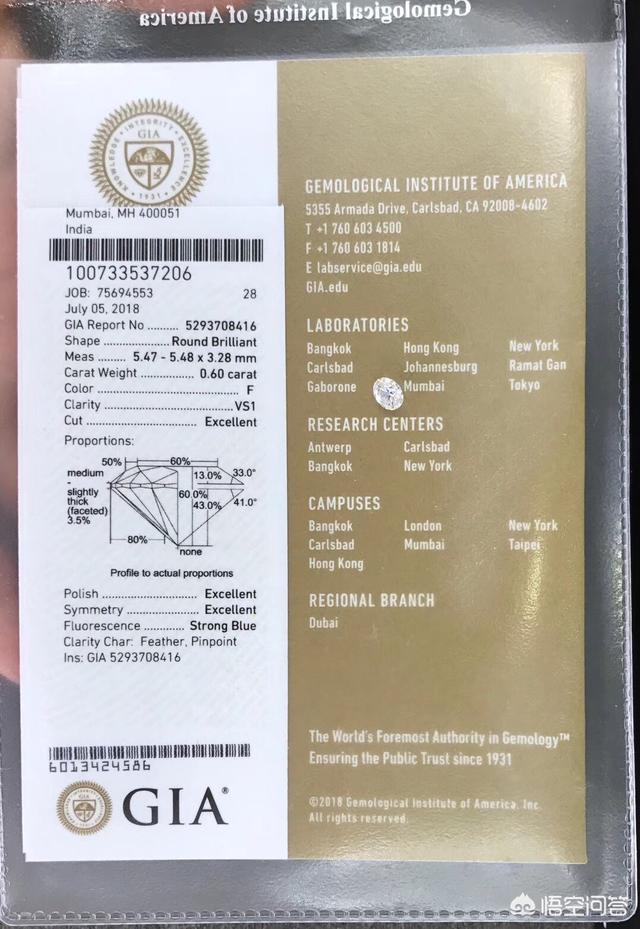 Gemological Institute of America
KNOWLEDGE · INTEGRITY · EXCELLENCE
GIA
· 1931 ·
Mumbai, MH 400051
India
100733537206
JOB: 75694553 28
July 05, 2018
GIA Report No .......... 5293708416
Shape .................... Round Brilliant
Meas ........ 5.47 - 5.48 x 3.28 mm
Carat Weight ................ 0.60 carat
Color ............................................. F
Clarity ........................................ VS1
Cut ..................................... Excellent
Proportions:
50% 60%
13.0% 33.0°
medium
-
slightly
thick
(faceted)
3.5%
60.0%
43.0% 41.0°
80%
none
Profile to actual proportions
Polish ............................... Excellent
Symmetry ......................... Excellent
Fluorescence ............... Strong Blue
Clarity Char: Feather, Pinpoint
Ins: GIA 5293708416
6013424586
GIA®
GEMOLOGICAL INSTITUTE OF AMERICA
5355 Armada Drive, Carlsbad, CA 92008-4602
T +1 760 603 4500
F +1 760 603 1814
E labservice@gia.edu
GIA.edu
LABORATORIES
Bangkok Hong Kong New York
Carlsbad Johannesburg Ramat Gan
Gaborone Mumbai Tokyo
RESEARCH CENTERS
Antwerp Carlsbad
Bangkok New York
CAMPUSES
Bangkok London New York
Carlsbad Mumbai Taipei
Hong Kong
REGIONAL BRANCH
Dubai
The World's Foremost Authority in Gemology™
Ensuring the Public Trust since 1931
©2018 Gemological Institute of America, Inc.
All rights reserved.
悟空问答